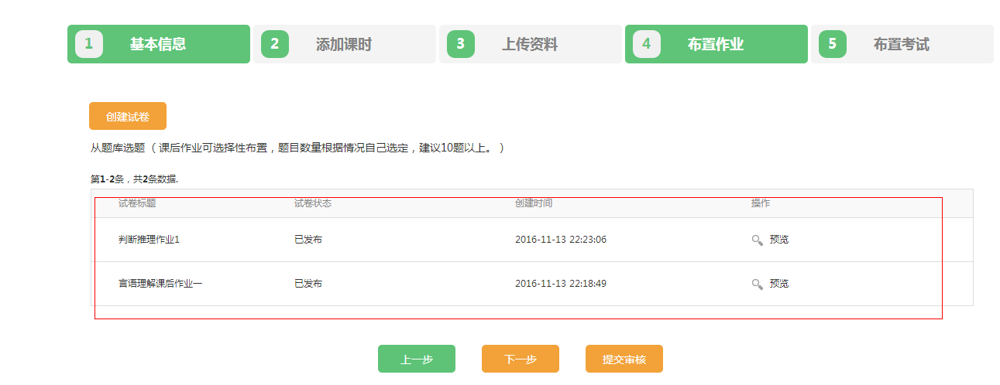 1 基本信息 2 添加课时 3 上传资料 4 布置作业 5 布置考试
创建试卷
从题库选题（课后作业可选择性布置，题目数量根据情况自己选定，建议10题以上。）
第1-2条，共2条数据.
试卷标题 试卷状态 创建时间 操作
判断推理作业1 已发布 2016-11-13 22:23:06 预览
言语理解课后作业一 已发布 2016-11-13 22:18:49 预览
上一步 下一步 提交审核